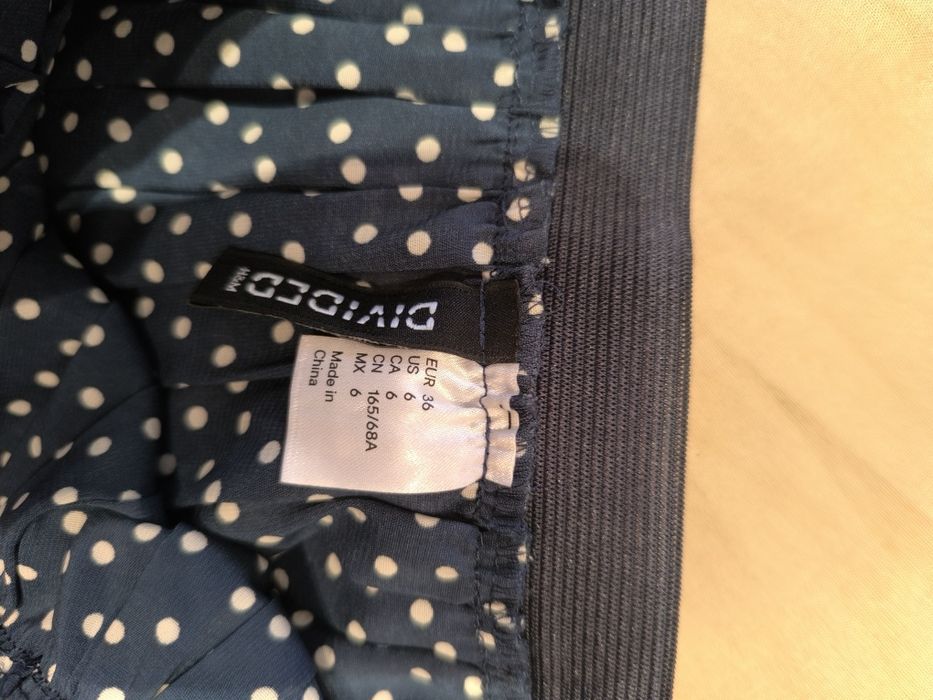 DIVIDED
H&M
EUR 36
US 6
CA 6
CN 165/68A
MX 6
Made in
China